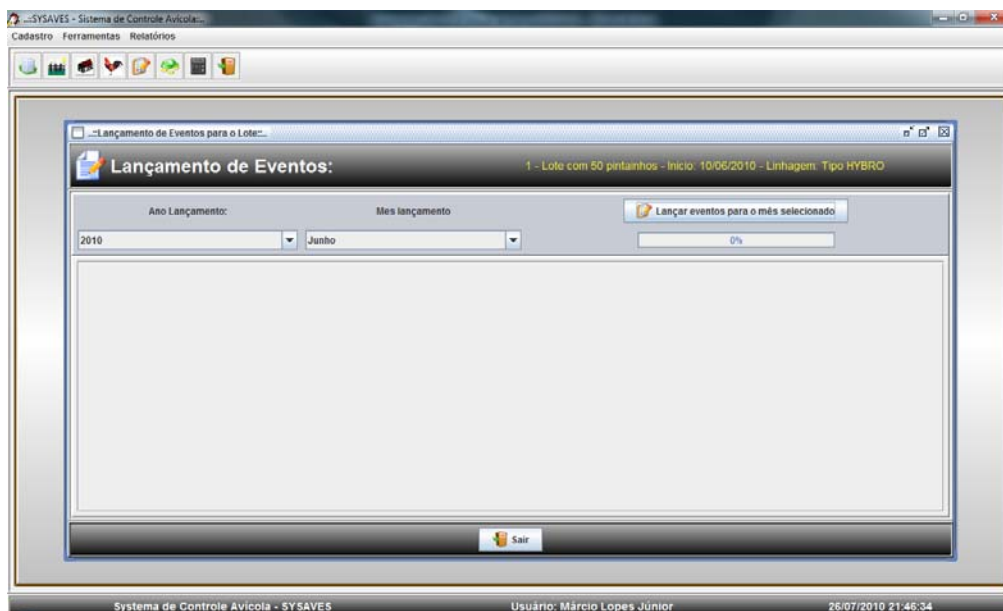 ..::SYSAVES - Sistema de Controle Avícola::..
Cadastro Ferramentas Relatórios
..::Lançamento de Eventos para o Lote::..
Lançamento de Eventos:
1 - Lote com 50 pintainhos - Inicio: 10/06/2010 - Linhagem: Tipo HYBRO
Ano Lançamento:
Mes lançamento
Lançar eventos para o mês selecionado
2010
Junho
0%
Sair
Systema de Controle Avícola - SYSAVES
Usuário: Márcio Lopes Júnior
26/07/2010 21:46:34